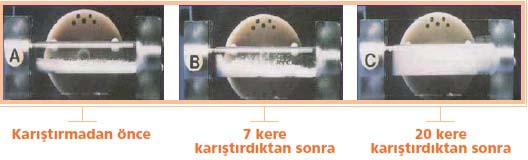 A
B
C
Karıştırmadan önce
7 kere
karıştırdıktan sonra
20 kere
karıştırdıktan sonra